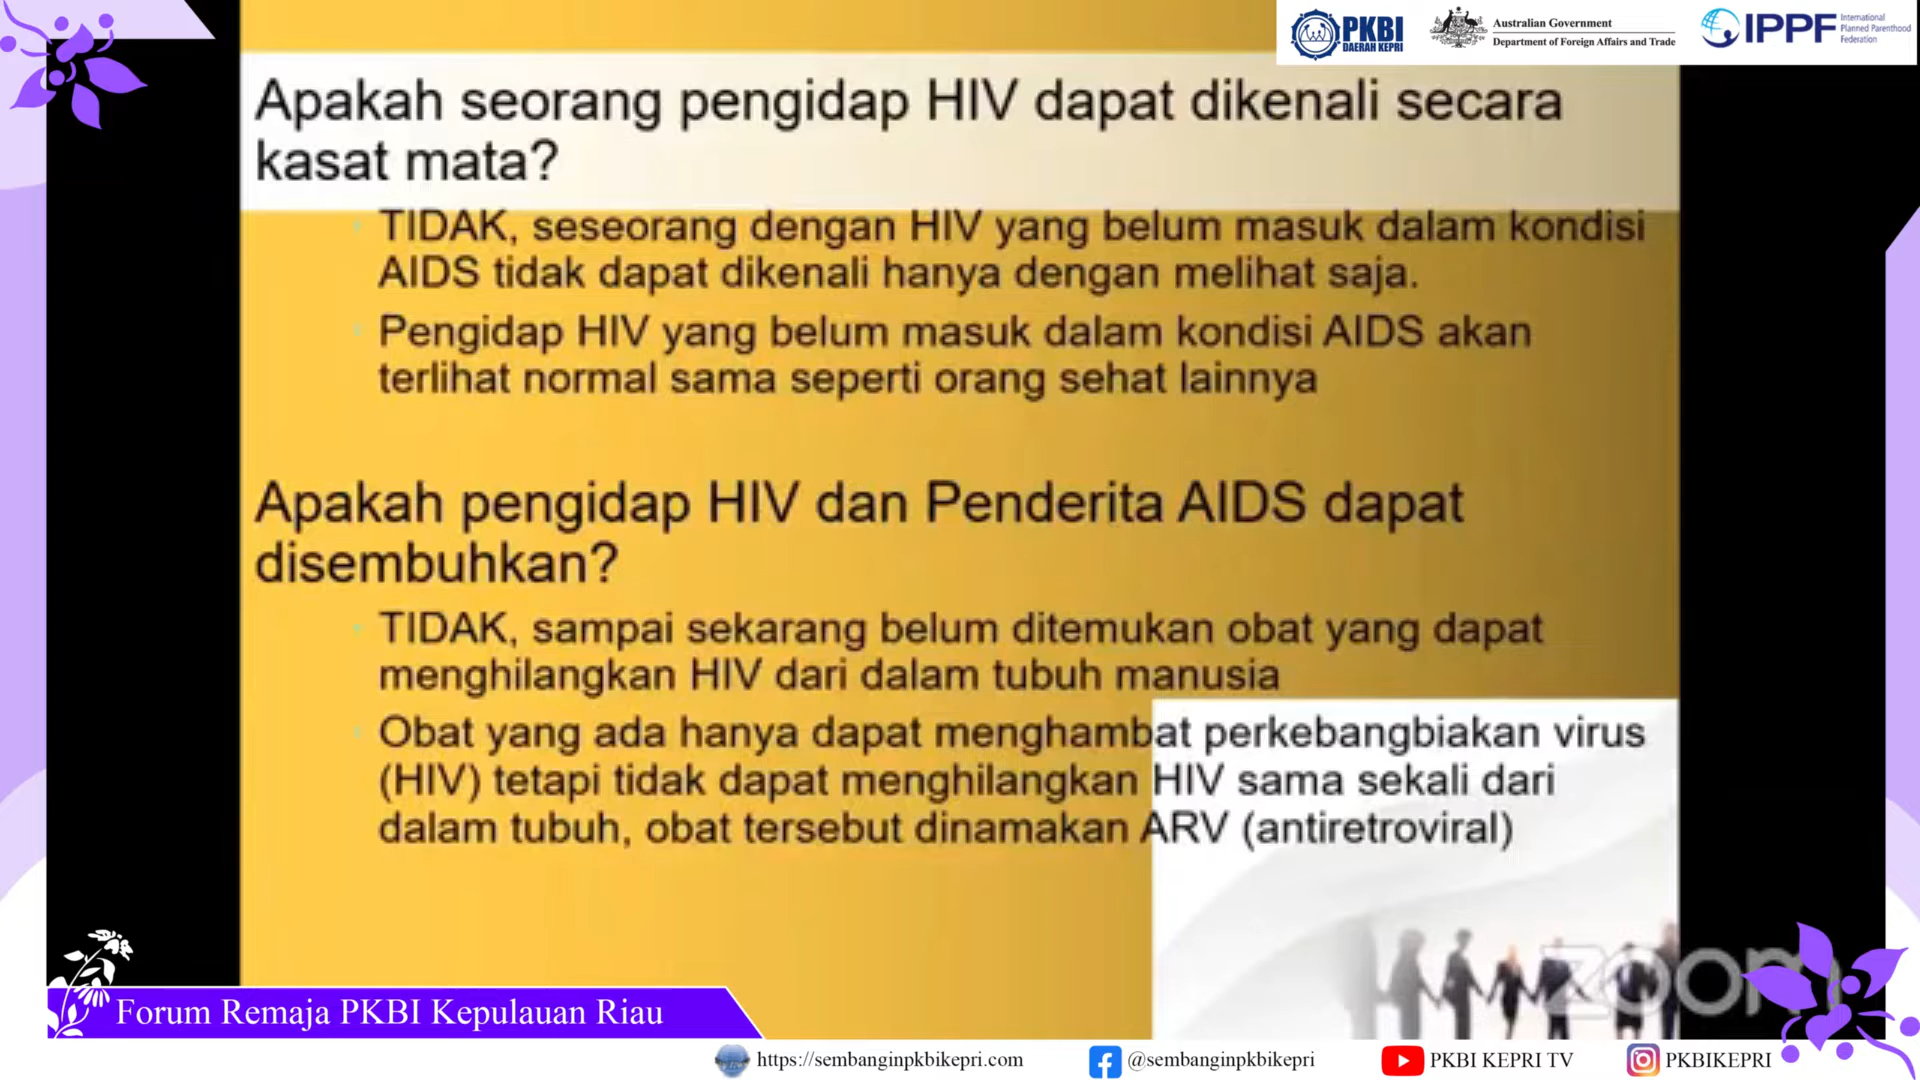 PKBI
DAERAH KEPRI
Australian Government
Department of Foreign Affairs and Trade
IPPF
International
Planned Parenthood
Federation
Apakah seorang pengidap HIV dapat dikenali secara
kasat mata?
TIDAK, seseorang dengan HIV yang belum masuk dalam kondisi
AIDS tidak dapat dikenali hanya dengan melihat saja.
Pengidap HIV yang belum masuk dalam kondisi AIDS akan
terlihat normal sama seperti orang sehat lainnya
Apakah pengidap HIV dan Penderita AIDS dapat
disembuhkan?
TIDAK, sampai sekarang belum ditemukan obat yang dapat
menghilangkan HIV dari dalam tubuh manusia
Obat yang ada hanya dapat menghambat perkebangbiakan virus
(HIV) tetapi tidak dapat menghilangkan HIV sama sekali dari
dalam tubuh, obat tersebut dinamakan ARV (antiretroviral)
zoom
Forum Remaja PKBI Kepulauan Riau
https://sembanginpkbikepri.com
@sembanginpkbikepri
PKBI KEPRI TV
PKBIKEPRI